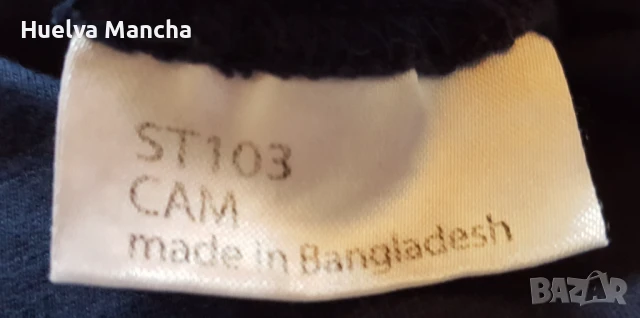 Huelva Mancha
ST103
CAM
made in Bangladesh
BAZAR